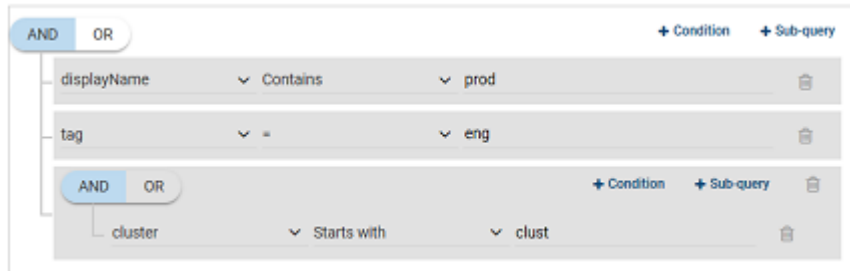 AND OR + Condition + Sub-query
displayName Contains prod
tag = eng
AND OR + Condition + Sub-query
cluster Starts with clust